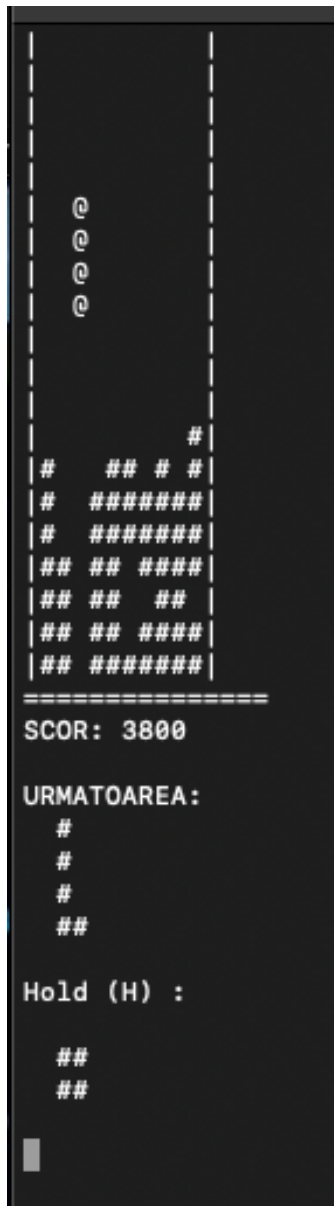 |          |
|          |
|          |
|          |
|          |
|  @       |
|  @       |
|  @       |
|  @       |
|          |
|          |
|          |
|         #|
|#   ## # #|
|#  #######|
|#  #######|
|## ## ####|
|## ##  ## |
|## ## ####|
|## #######|
===============
SCOR: 3800
URMATOAREA:
  #
  #
  #
  ##
Hold (H) :
  ##
  ##